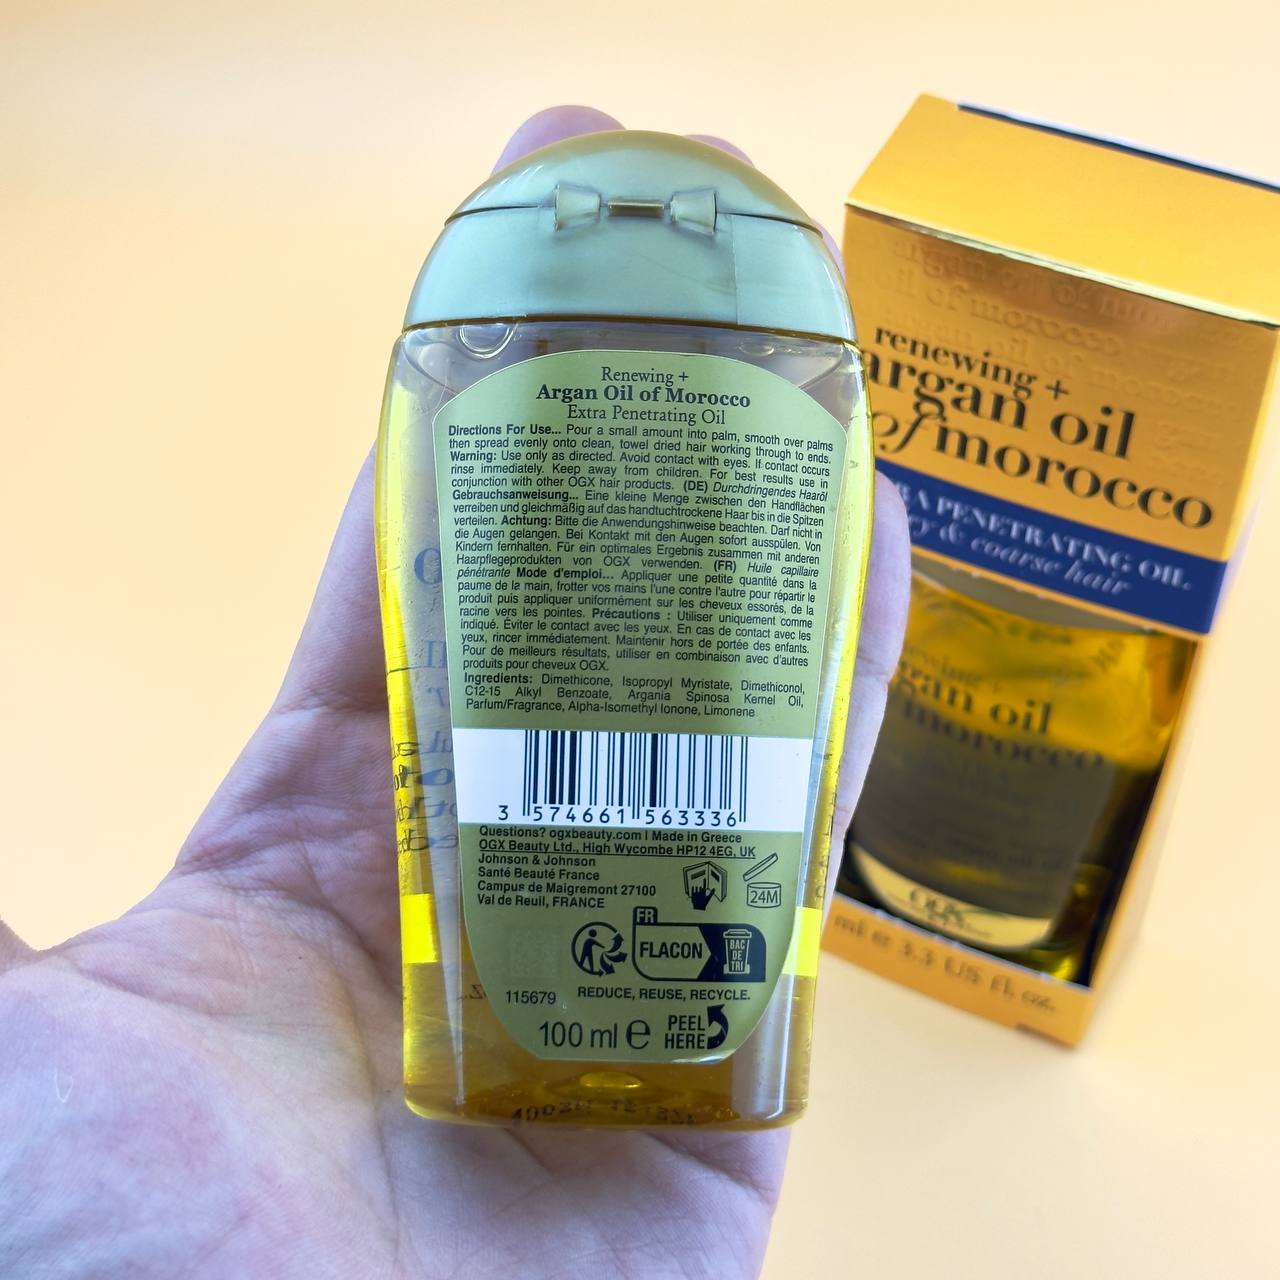 Renewing +
Argan Oil of Morocco
Extra Penetrating Oil
Directions For Use... Pour a small amount into palm, smooth over palms
then spread evenly onto clean, towel dried hair working through to ends.
Warning: Use only as directed. Avoid contact with eyes. If contact occurs
rinse immediately. Keep away from children. For best results use in
conjunction with other OGX hair products. (DE) Durchdringendes Haaröl
Gebrauchsanweisung... Eine kleine Menge zwischen den Handflächen
verreiben und gleichmäßig auf das handtuchtrockene Haar bis in die Spitzen
verteilen. Achtung: Bitte die Anwendungshinweise beachten. Darf nicht in
die Augen gelangen. Bei Kontakt mit den Augen sofort ausspülen. Von
Kindern fernhalten. Für ein optimales Ergebnis zusammen mit anderen
Haarpflegeprodukten von OGX verwenden. (FR) Huile capillaire
pénétrante Mode d'emploi... Appliquer une petite quantité dans la
paume de la main, frotter vos mains l'une contre l'autre pour répartir le
produit puis appliquer uniformément sur les cheveux essorés, de la
racine vers les pointes. Précautions : Utiliser uniquement comme
indiqué. Éviter le contact avec les yeux. En cas de contact avec les
yeux, rincer immédiatement. Maintenir hors de portée des enfants.
Pour de meilleurs résultats, utiliser en combinaison avec d'autres
produits pour cheveux OGX.
Ingredients: Dimethicone, Isopropyl Myristate, Dimethiconol,
C12-15 Alkyl Benzoate, Argania Spinosa Kernel Oil,
Parfum/Fragrance, Alpha-Isomethyl Ionone, Limonene
3 574661 563336
Questions? ogxbeauty.com | Made in Greece
OGX Beauty Ltd., High Wycombe HP12 4EG, UK
Johnson & Johnson
Santé Beauté France
Campus de Maigremont 27100
Val de Reuil, FRANCE
24M
FR
FLACON
BAC
DE
TRI
115679
REDUCE, REUSE, RECYCLE.
100 ml e
PEEL
HERE
renewing +
argan oil
of morocco
PENETRATING OIL
& coarse hair
argan oil
morocco
OGX
ml e 3.3 US fl. oz.